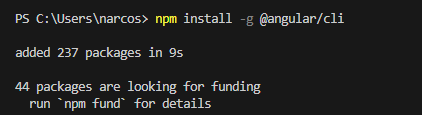 PS C:\Users\narcos> npm install -g @angular/cli
added 237 packages in 9s
44 packages are looking for funding
  run `npm fund` for details